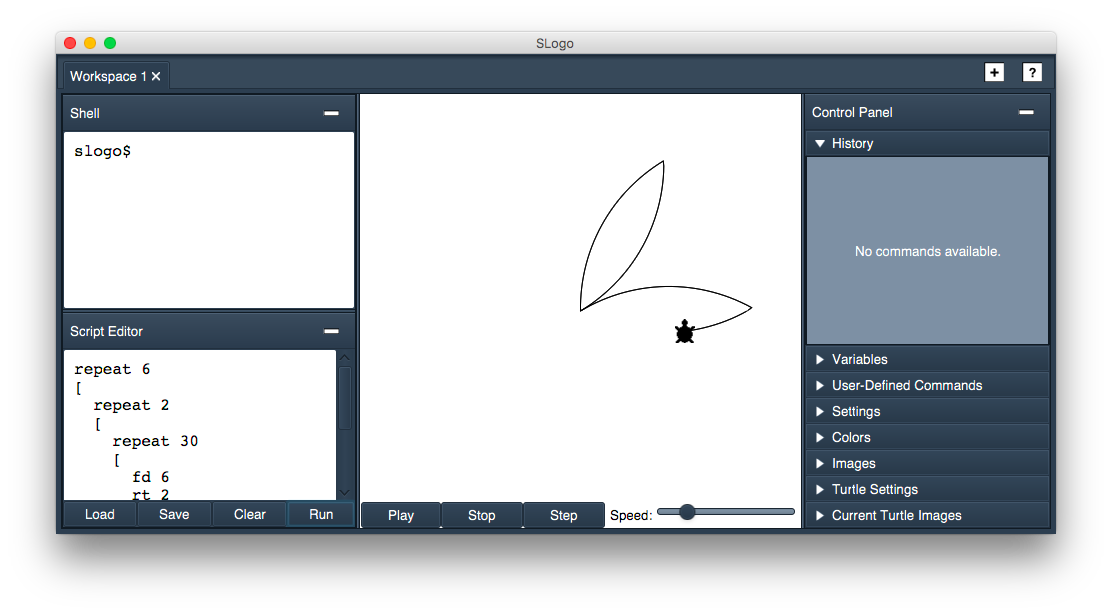 SLogo
Workspace 1
Shell
slogo$
Script Editor
repeat 6
[
  repeat 2
  [
    repeat 30
    [
      fd 6
      rt 2
Load Save Clear Run
Play Stop Step Speed:
Control Panel
History
No commands available.
Variables
User-Defined Commands
Settings
Colors
Images
Turtle Settings
Current Turtle Images